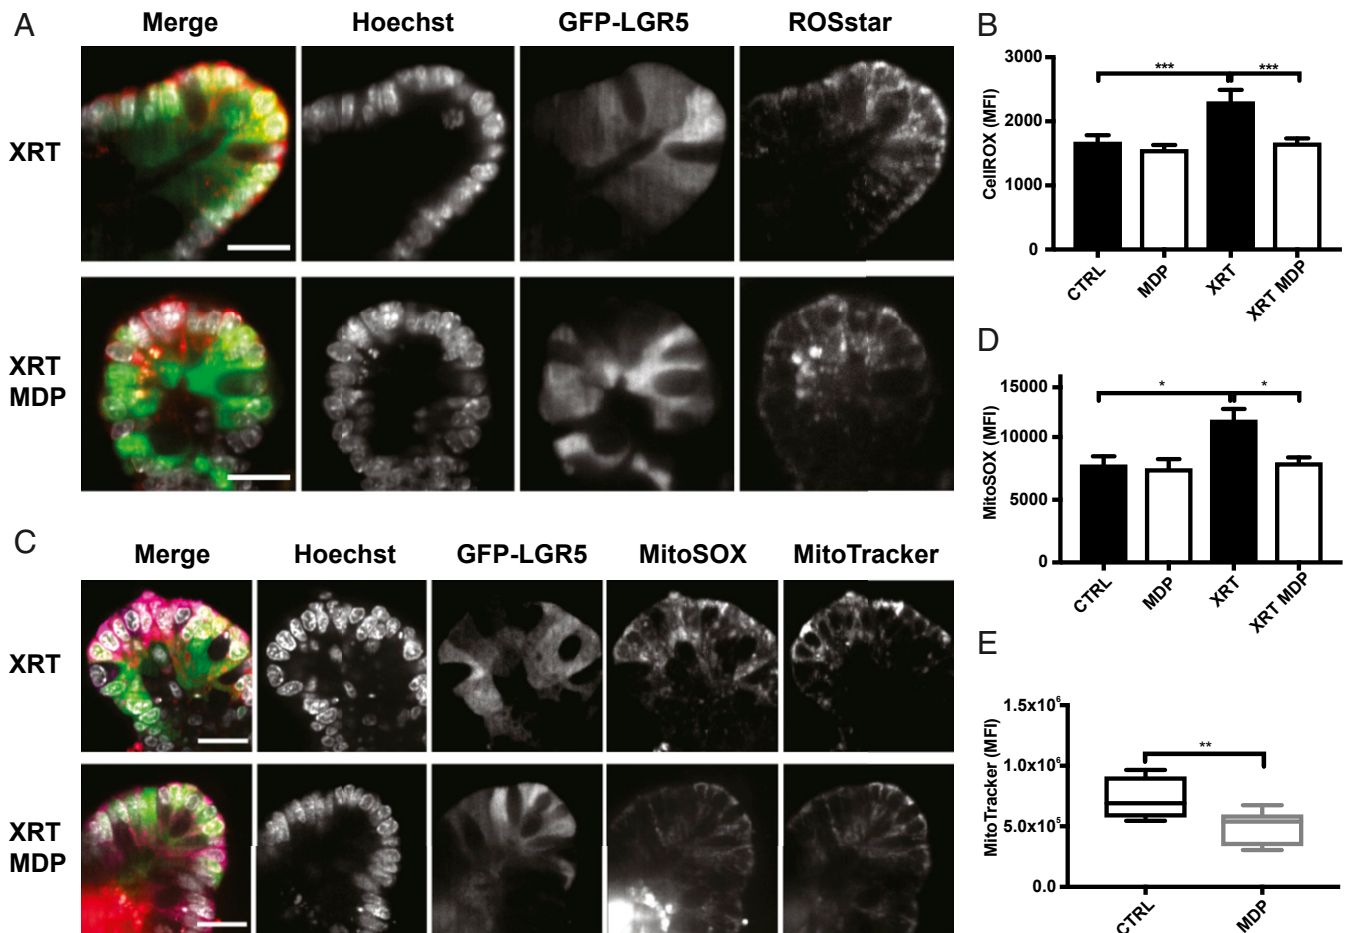 A
Merge Hoechst GFP-LGR5 ROSstar
XRT
XRT
MDP
B
CellROX (MFI)
3000
2000
1000
0
*** ***
CTRL MDP XRT XRT MDP
C
Merge Hoechst GFP-LGR5 MitoSOX MitoTracker
XRT
XRT
MDP
D
MitoSOX (MFI)
15000
10000
5000
0
* *
CTRL MDP XRT XRT MDP
E
MitoTracker (MFI)
1.5x10⁶
1.0x10⁶
5.0x10⁵
0.0
**
CTRL MDP